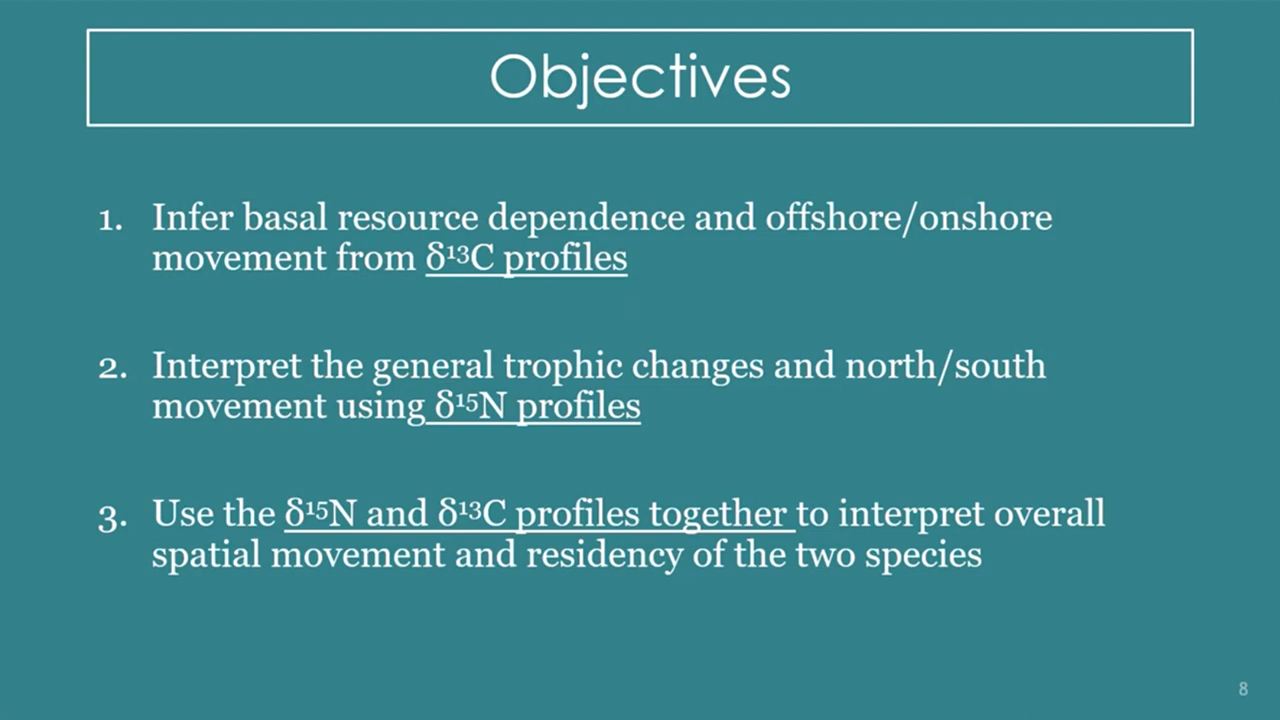 Objectives
1. Infer basal resource dependence and offshore/onshore
movement from δ¹³C profiles
2. Interpret the general trophic changes and north/south
movement using δ¹⁵N profiles
3. Use the δ¹⁵N and δ¹³C profiles together to interpret overall
spatial movement and residency of the two species
8